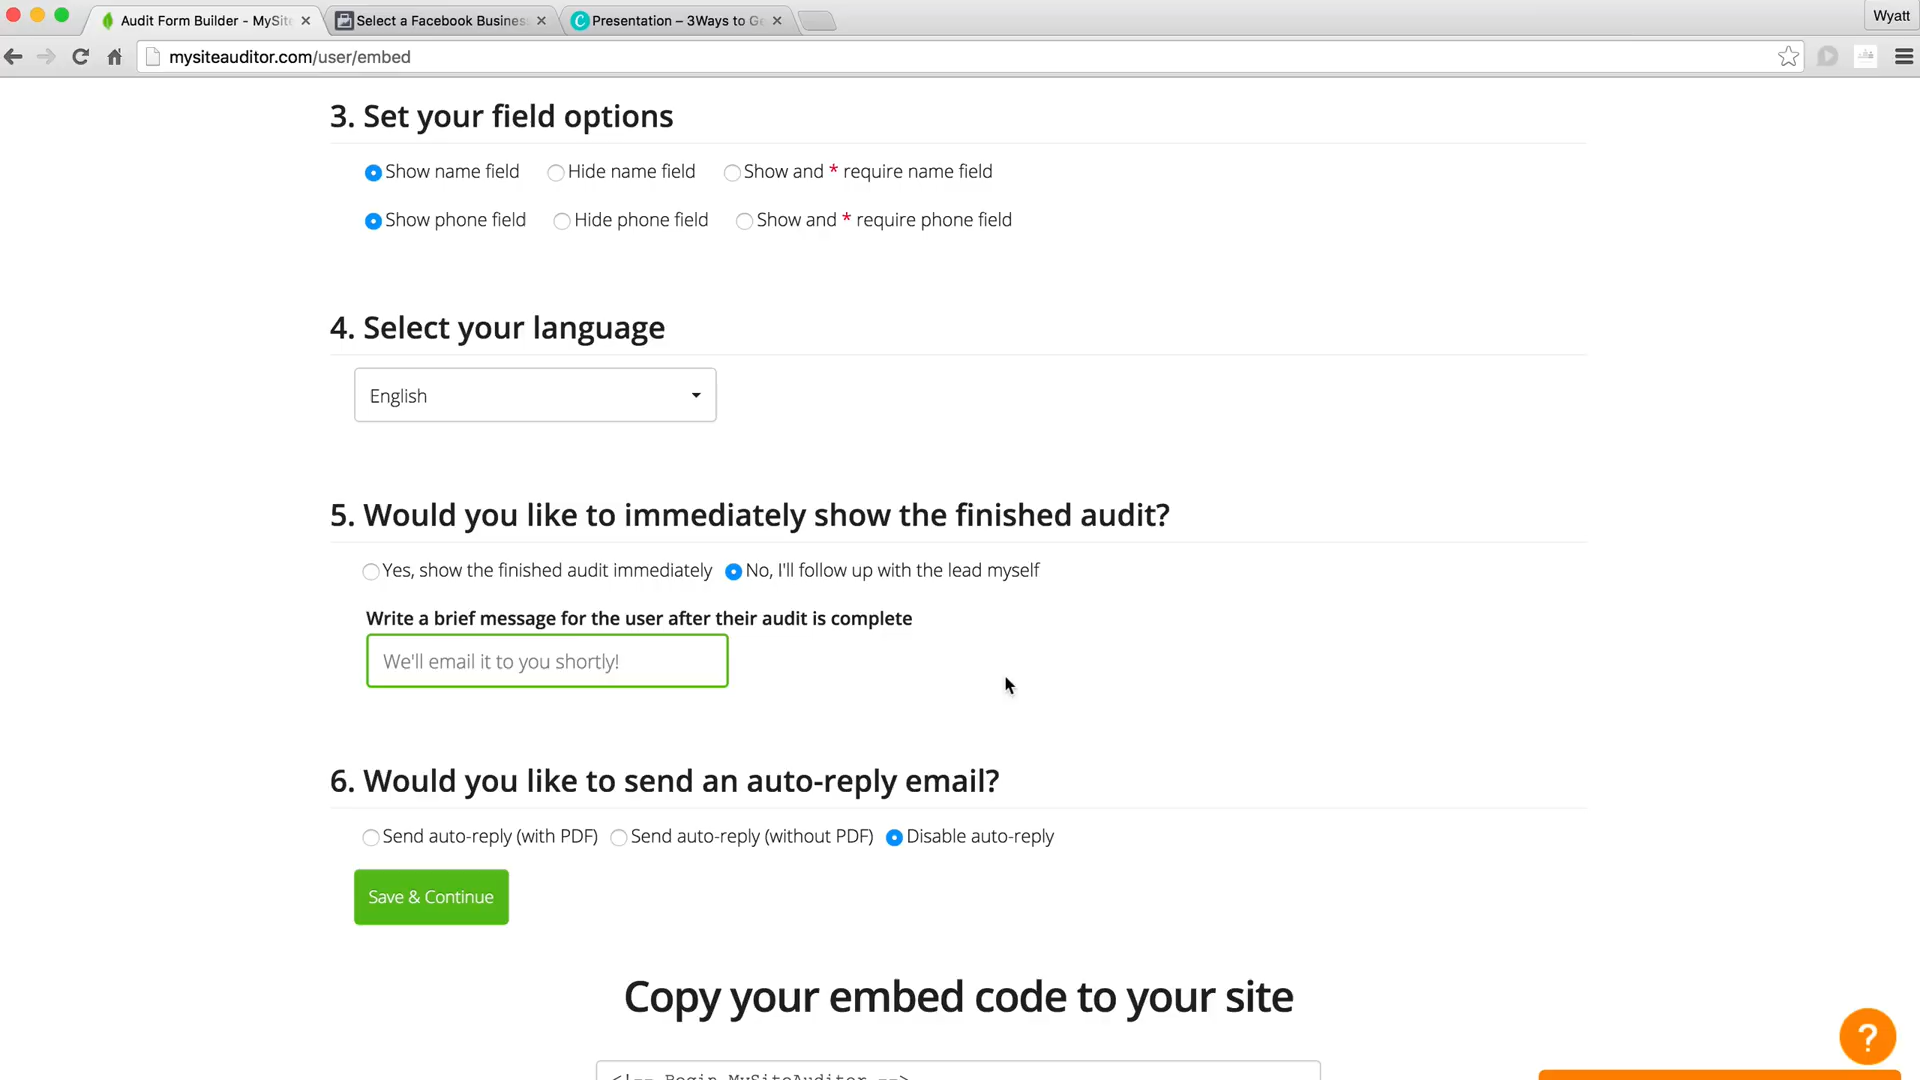 Audit Form Builder - MySit
Select a Facebook Business
Presentation – 3Ways to Ge
Wyatt
mysiteauditor.com/user/embed
3. Set your field options
Show name field Hide name field Show and * require name field
Show phone field Hide phone field Show and * require phone field
4. Select your language
English
5. Would you like to immediately show the finished audit?
Yes, show the finished audit immediately No, I'll follow up with the lead myself
Write a brief message for the user after their audit is complete
We'll email it to you shortly!
6. Would you like to send an auto-reply email?
Send auto-reply (with PDF) Send auto-reply (without PDF) Disable auto-reply
Save & Continue
Copy your embed code to your site
<!-- Begin MySiteAuditor -->
?